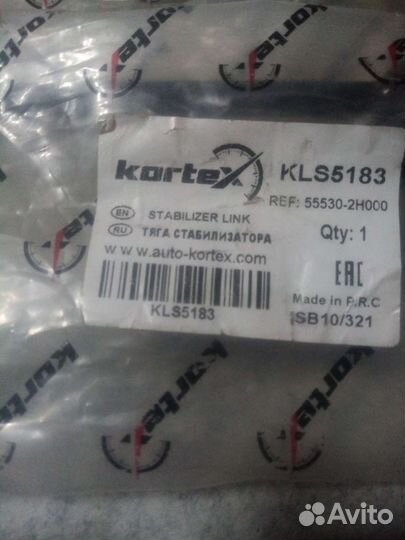 kortex
KLS5183
REF: 55530-2H000
EN STABILIZER LINK
RU ТЯГА СТАБИЛИЗАТОРА
Qty: 1
www.auto-kortex.com
EAC
KLS5183
Made in P.R.C
SB10/321
kortex
kortex
kortex
Avito